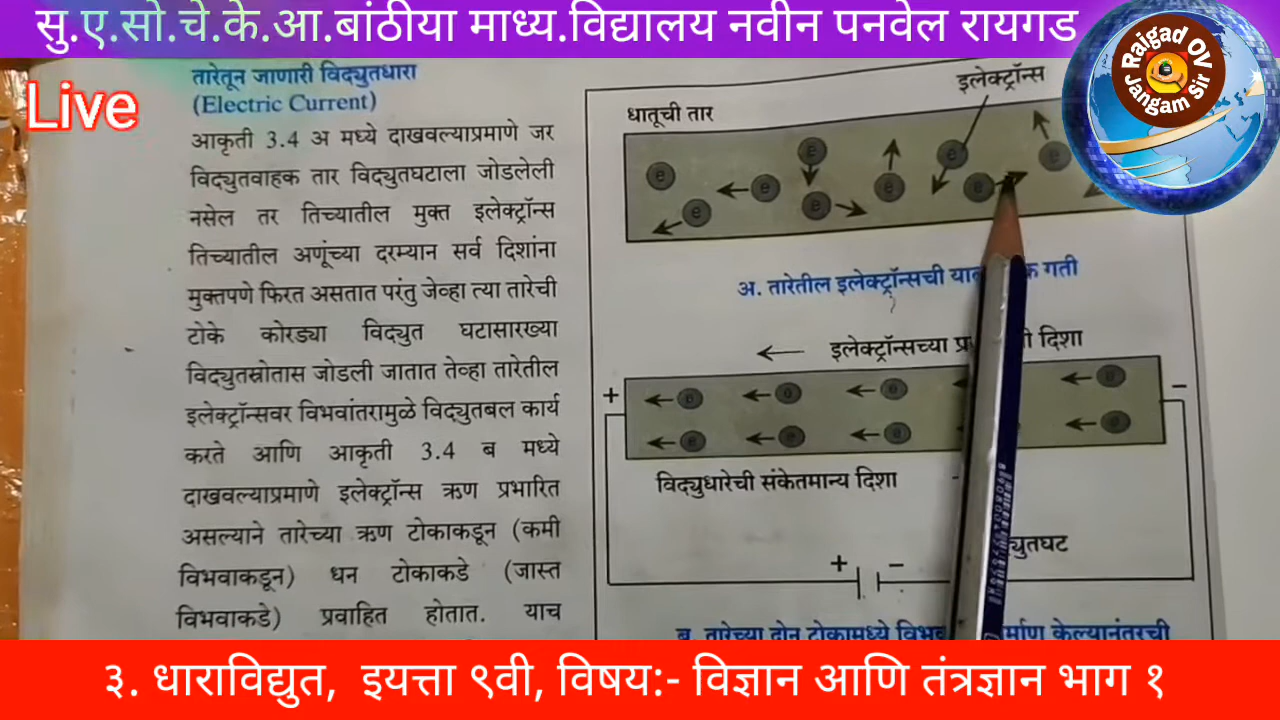 सु.ए.सो.चे.के.आ.बांठीया माध्य.विद्यालय नवीन पनवेल रायगड
Raigad OV
Jangam Sir
Live
तारेतून जाणारी विद्युतधारा
(Electric Current)
आकृती 3.4 अ मध्ये दाखवल्याप्रमाणे जर
विद्युतवाहक तार विद्युतघटाला जोडलेली
नसेल तर तिच्यातील मुक्त इलेक्ट्रॉन्स
तिच्यातील अणूंच्या दरम्यान सर्व दिशांना
मुक्तपणे फिरत असतात परंतु जेव्हा त्या तारेची
टोके कोरड्या विद्युत घटासारख्या
विद्युतस्रोतास जोडली जातात तेव्हा तारेतील
इलेक्ट्रॉन्सवर विभवांतरामुळे विद्युतबल कार्य
करते आणि आकृती 3.4 ब मध्ये
दाखवल्याप्रमाणे इलेक्ट्रॉन्स ऋण प्रभारित
असल्याने तारेच्या ऋण टोकाकडून (कमी
विभवाकडून) धन टोकाकडे (जास्त
विभवाकडे) प्रवाहित होतात. याच
इलेक्ट्रॉन्स
धातूची तार
e e e e e e e e e
अ. तारेतील इलेक्ट्रॉन्सची गती
इलेक्ट्रॉन्सच्या दिशा
+ e e e e −
e e e e
विद्युधारेची संकेतमान्य दिशा
+ −
ब. तारेच्या दोन टोकामध्ये केल्यानंतरची
३. धाराविद्युत, इयत्ता ९वी, विषय:- विज्ञान आणि तंत्रज्ञान भाग १